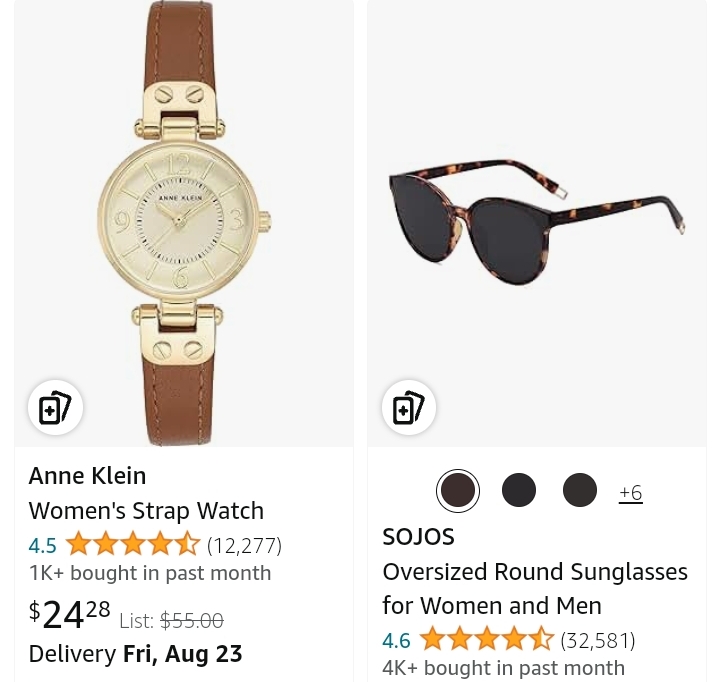 12
ANNE KLEIN
9
3
6
Anne Klein
Women's Strap Watch
4.5 (12,277)
1K+ bought in past month
$24.28 List: $55.00
Delivery Fri, Aug 23
+6
SOJOS
Oversized Round Sunglasses
for Women and Men
4.6 (32,581)
4K+ bought in past month